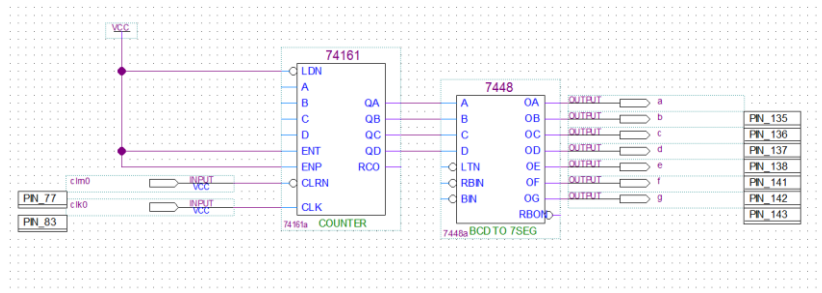 VCC
74161
LDN
A
B QA
C QB
D QC
ENT QD
ENP RCO
CLRN
CLK
74161a COUNTER
7448
A OA
B OB
C OC
D OD
LTN OE
RBIN OF
BIN OG
RBON
7448a BCD TO 7SEG
clrn0 INPUT
VCC
PIN_77
clk0 INPUT
VCC
PIN_83
OUTPUT a
OUTPUT b
OUTPUT c
OUTPUT d
OUTPUT e
OUTPUT f
OUTPUT g
PIN_135
PIN_136
PIN_137
PIN_138
PIN_141
PIN_142
PIN_143